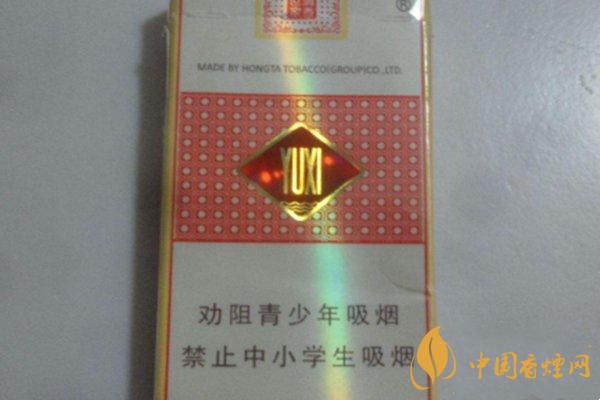 ®
MADE BY HONGTA TOBACCO(GROUP)CO.,LTD.
YUXI
劝阻青少年吸烟
禁止中小学生吸烟
中国香烟网